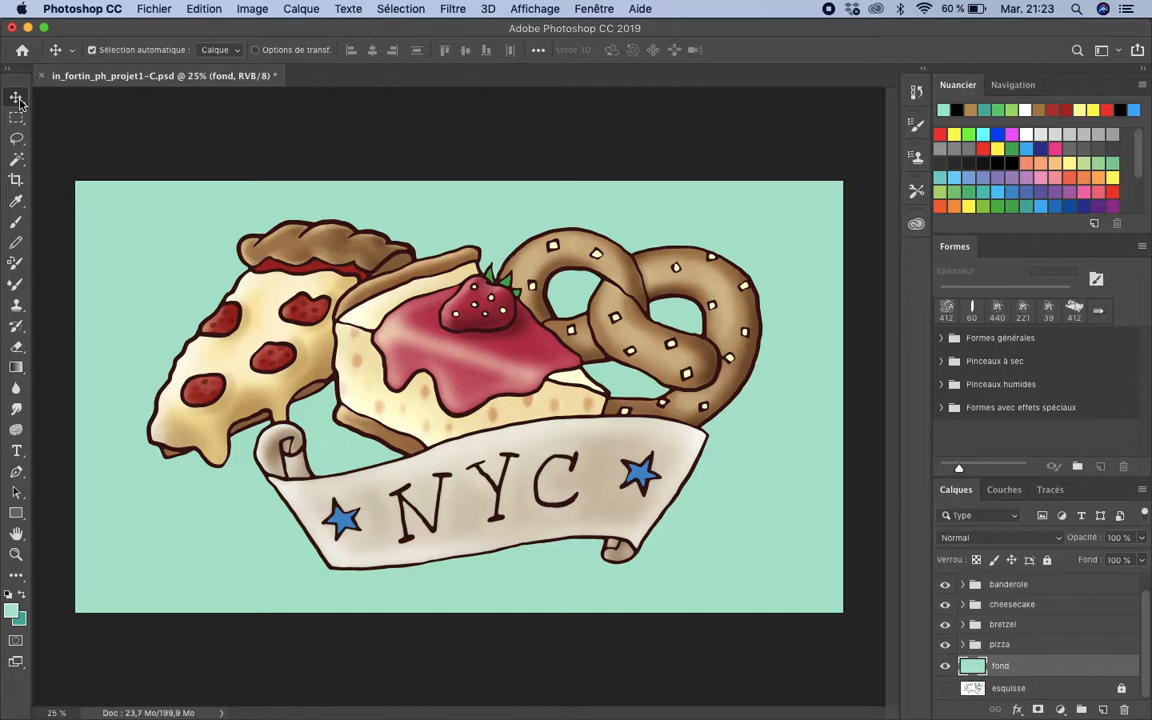 Photoshop CC Fichier Edition Image Calque Texte Sélection Filtre 3D Affichage Fenêtre Aide 60 % Mar. 21:23
Adobe Photoshop CC 2019
Sélection automatique : Calque Options de transf. Mode 3D :
in_fortin_ph_projet1-C.psd @ 25% (fond, RVB/8) *
Nuancier Navigation
Formes
Epaisseur :
412 60 440 221 39 412
Formes générales
Pinceaux à sec
Pinceaux humides
Formes avec effets spéciaux
NYC
Calques Couches Tracés
Type
Normal Opacité : 100 %
Verrou : Fond : 100 %
banderole
cheesecake
bretzel
pizza
fond
esquisse
25 % Doc : 23,7 Mo/199,9 Mo